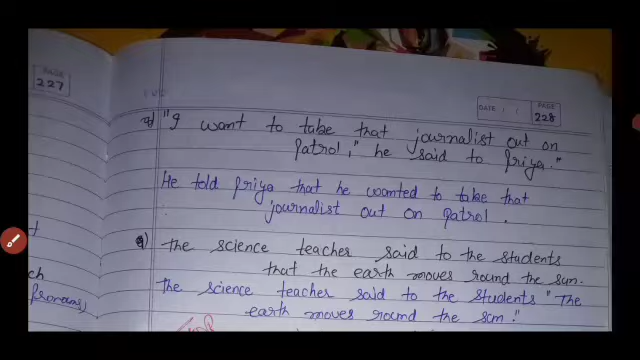 PAGE
227
DATE : / /
PAGE
228
"I want to take that journalist out on
patrol," he said to Priya."
He told Priya that he wanted to take that
journalist out on patrol.
The science teacher said to the students
that the earth moves round the sun.
The science teacher said to the students "The
earth moves round the sun."
ch
pronouns)